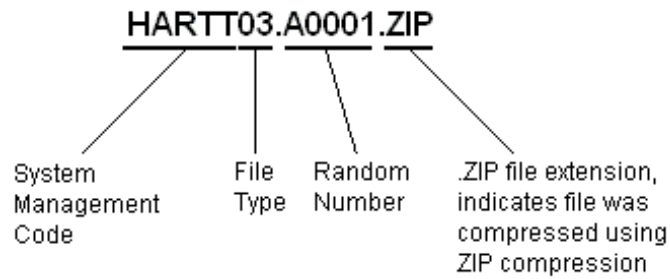 HARTT03.A0001.ZIP
System
Management
Code
File
Type
Random
Number
.ZIP file extension,
indicates file was
compressed using
ZIP compression